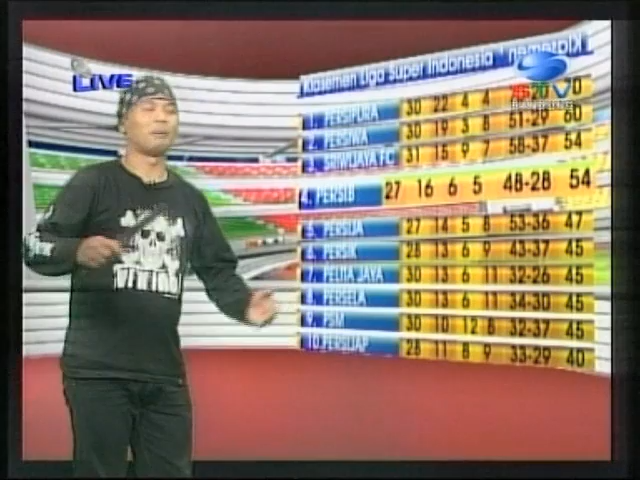 LIVE
Klasemen Liga Super Indonesia
1. PERSIPURA 30 22 4 4 70
2. PERSIWA 30 19 3 8 51-29 60
3. SRIWIJAYA FC 31 15 9 7 58-37 54
4. PERSIB 27 16 6 5 48-28 54
5. PERSIJA 27 14 5 8 53-36 47
6. PERSIK 28 13 6 9 43-37 45
7. PELITA JAYA 30 13 6 11 32-26 45
8. PERSELA 30 13 6 11 34-30 45
9. PSM 30 10 12 8 32-37 45
10. PERSIJAP 28 11 8 9 33-29 40